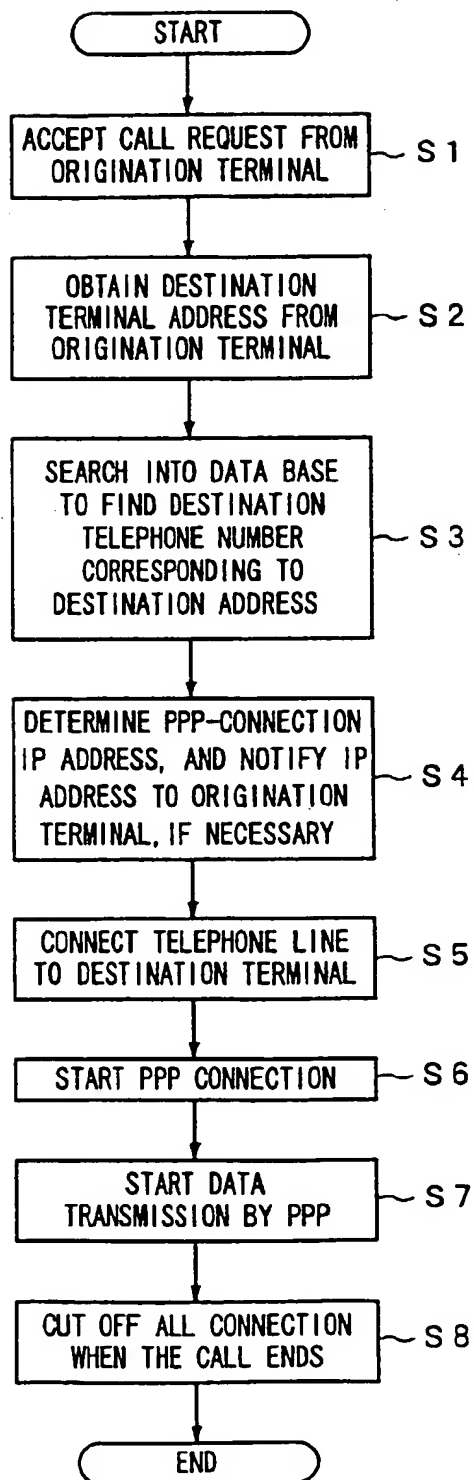 START
ACCEPT CALL REQUEST FROM
ORIGINATION TERMINAL
S1
OBTAIN DESTINATION
TERMINAL ADDRESS FROM
ORIGINATION TERMINAL
S2
SEARCH INTO DATA BASE
TO FIND DESTINATION
TELEPHONE NUMBER
CORRESPONDING TO
DESTINATION ADDRESS
S3
DETERMINE PPP-CONNECTION
IP ADDRESS, AND NOTIFY IP
ADDRESS TO ORIGINATION
TERMINAL, IF NECESSARY
S4
CONNECT TELEPHONE LINE
TO DESTINATION TERMINAL
S5
START PPP CONNECTION
S6
START DATA
TRANSMISSION BY PPP
S7
CUT OFF ALL CONNECTION
WHEN THE CALL ENDS
S8
END